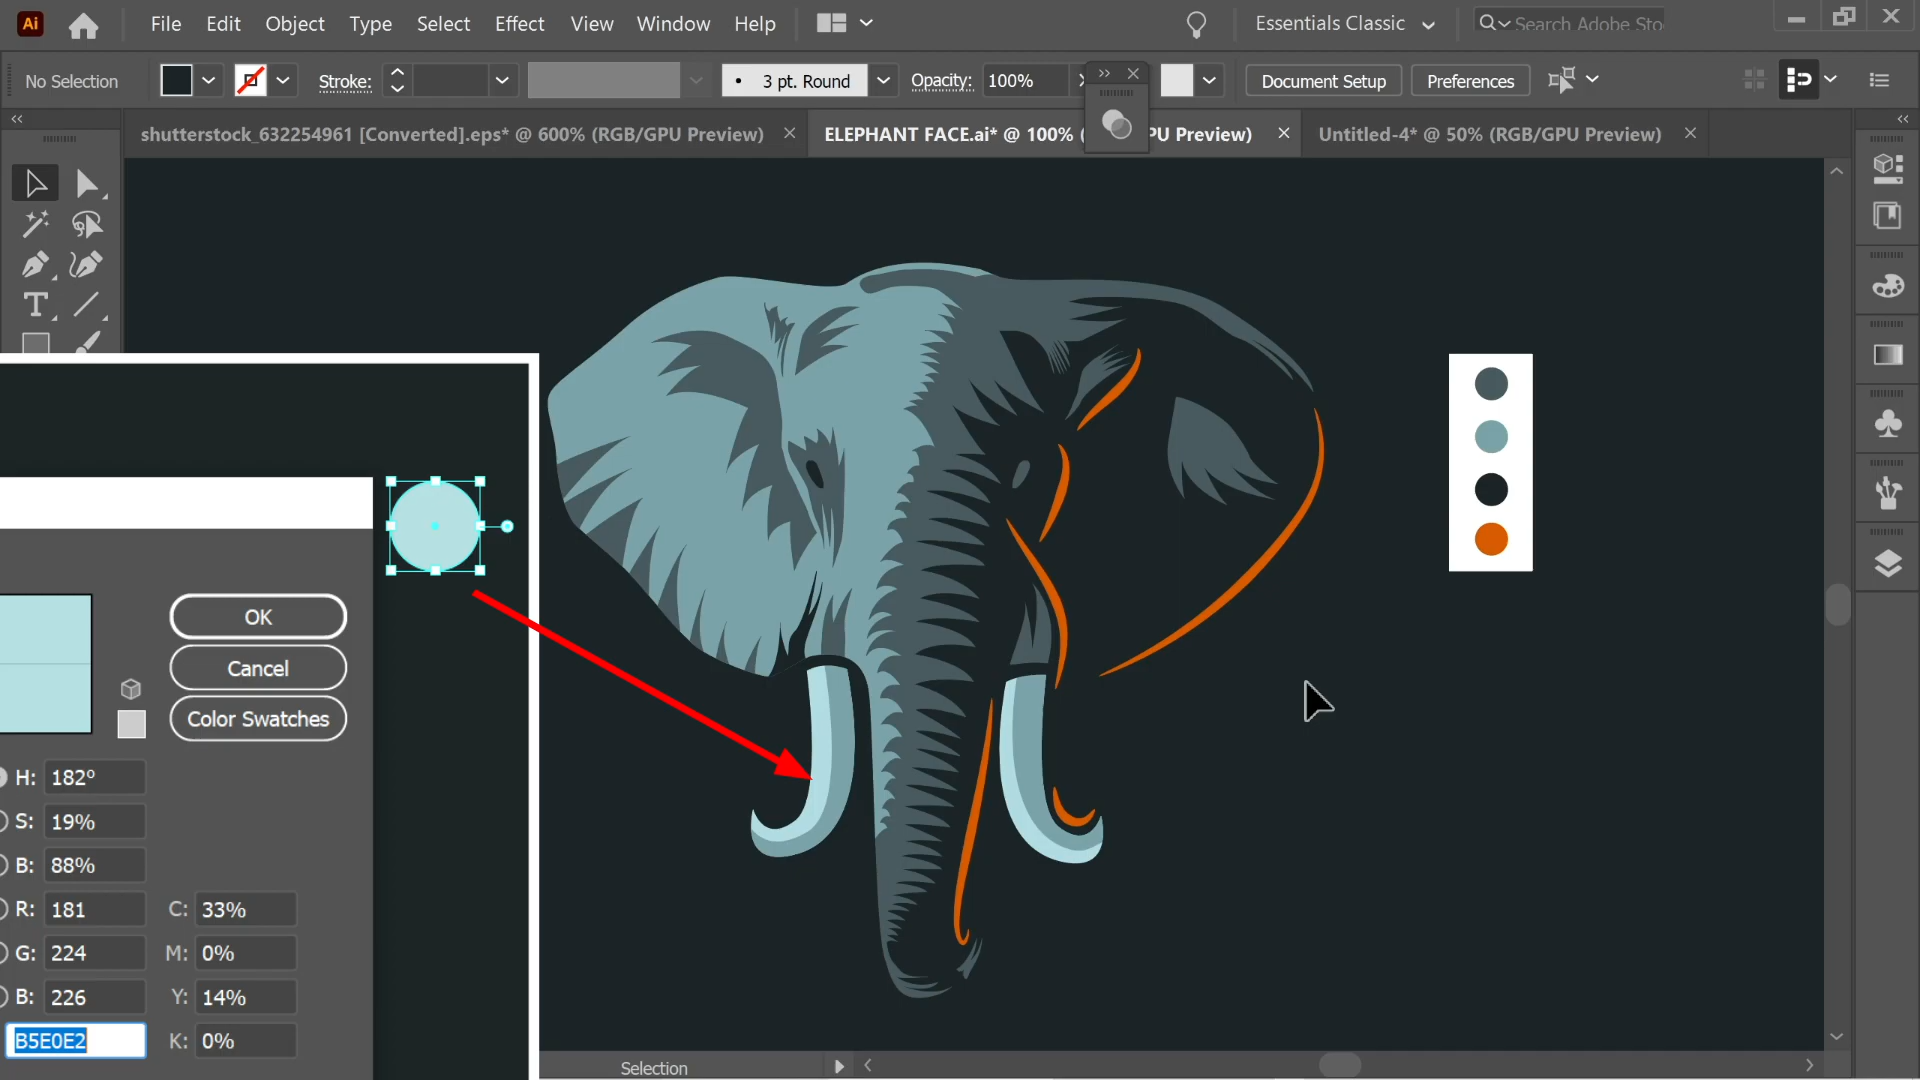 Ai File Edit Object Type Select Effect View Window Help Essentials Classic Search Adobe Sto
No Selection Stroke: 3 pt. Round Opacity: 100% Document Setup Preferences
shutterstock_632254961 [Converted].eps* @ 600% (RGB/GPU Preview) ELEPHANT FACE.ai* @ 100% ( PU Preview) Untitled-4* @ 50% (RGB/GPU Preview)
OK
Cancel
Color Swatches
H: 182°
S: 19%
B: 88%
R: 181 C: 33%
G: 224 M: 0%
B: 226 Y: 14%
B5E0E2 K: 0%
Selection